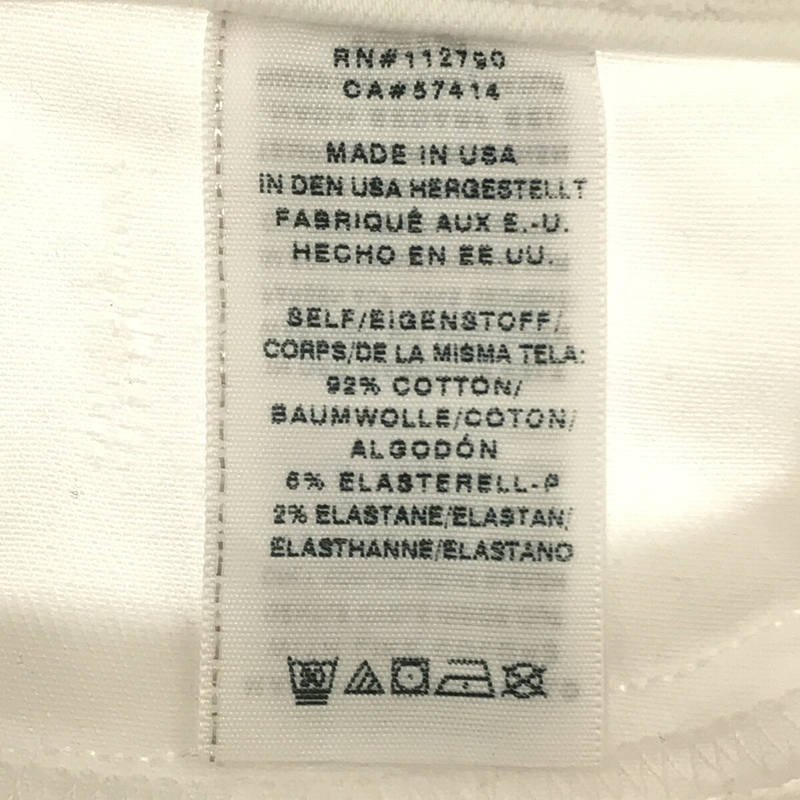 RN#112790
CA#57414
MADE IN USA
IN DEN USA HERGESTELLT
FABRIQUÉ AUX E.-U.
HECHO EN EE.UU.
SELF/EIGENSTOFF/
CORPS/DE LA MISMA TELA:
92% COTTON/
BAUMWOLLE/COTON/
ALGODÓN
6% ELASTERELL-P
2% ELASTANE/ELASTAN/
ELASTHANNE/ELASTANO
30